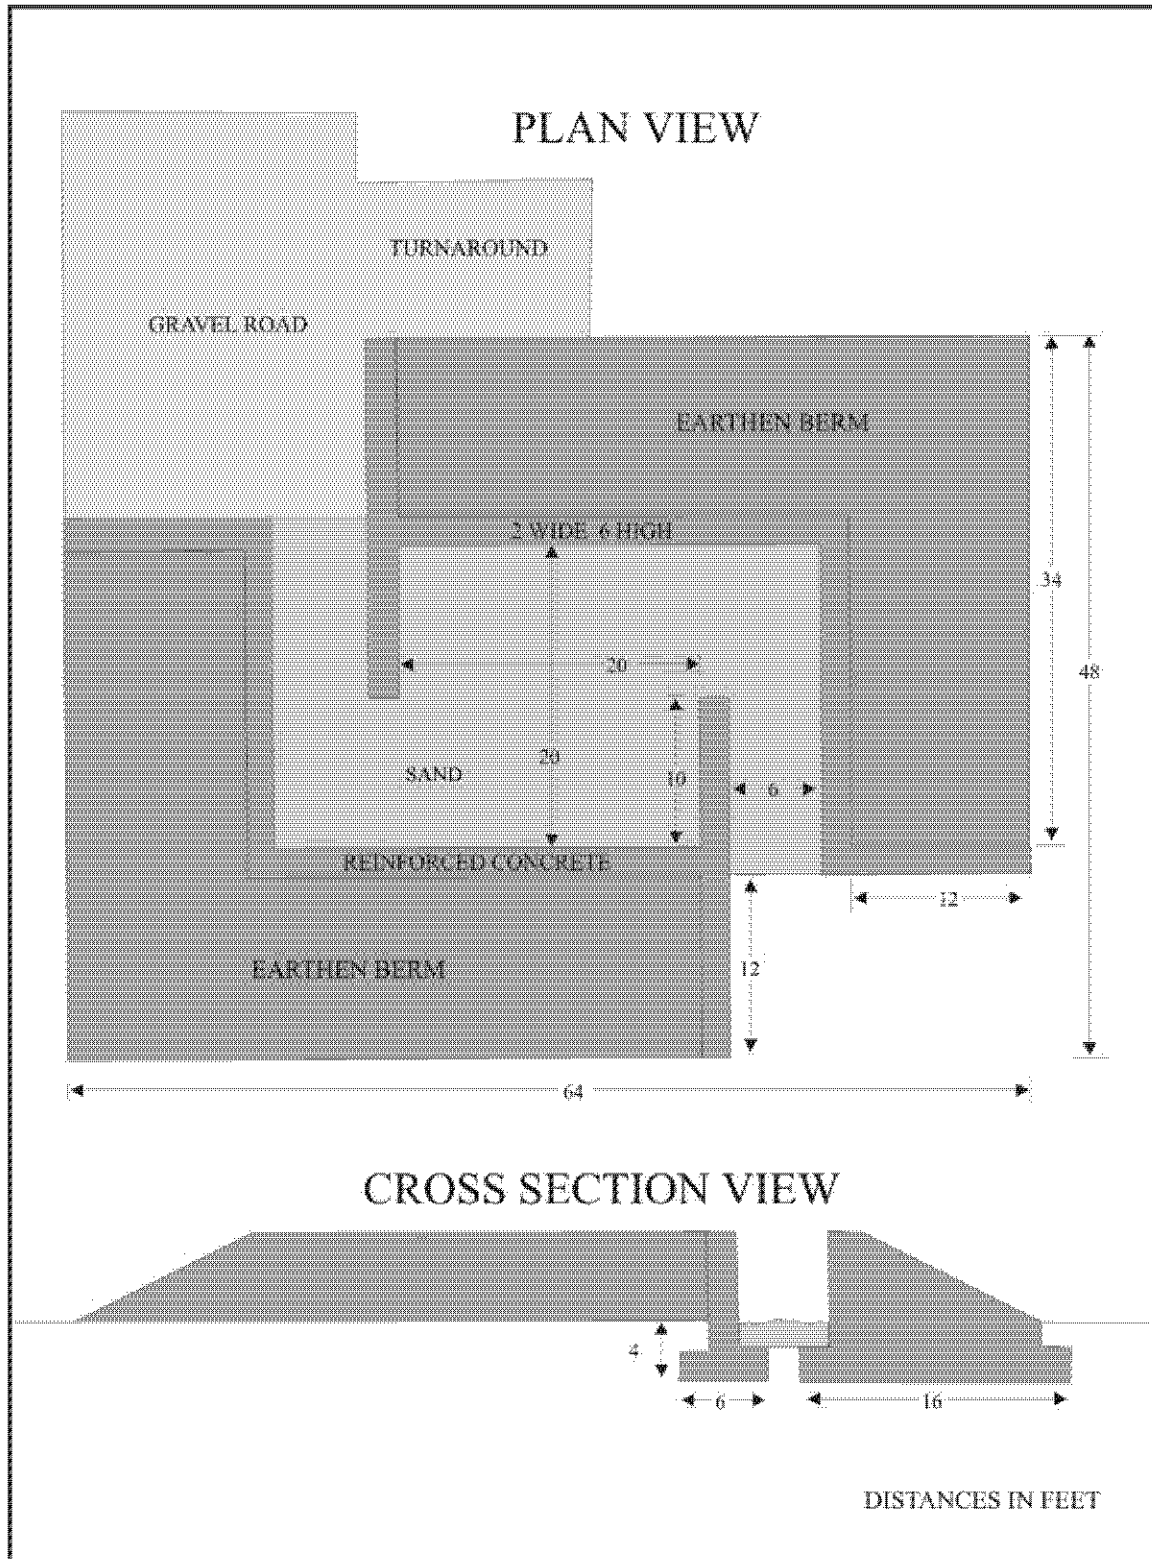 PLAN VIEW
TURNAROUND
GRAVEL ROAD
EARTHEN BERM
2 WIDE 6 HIGH
34
20
48
20
SAND
10
6
REINFORCED CONCRETE
12
EARTHEN BERM
12
64
CROSS SECTION VIEW
4
6
16
DISTANCES IN FEET